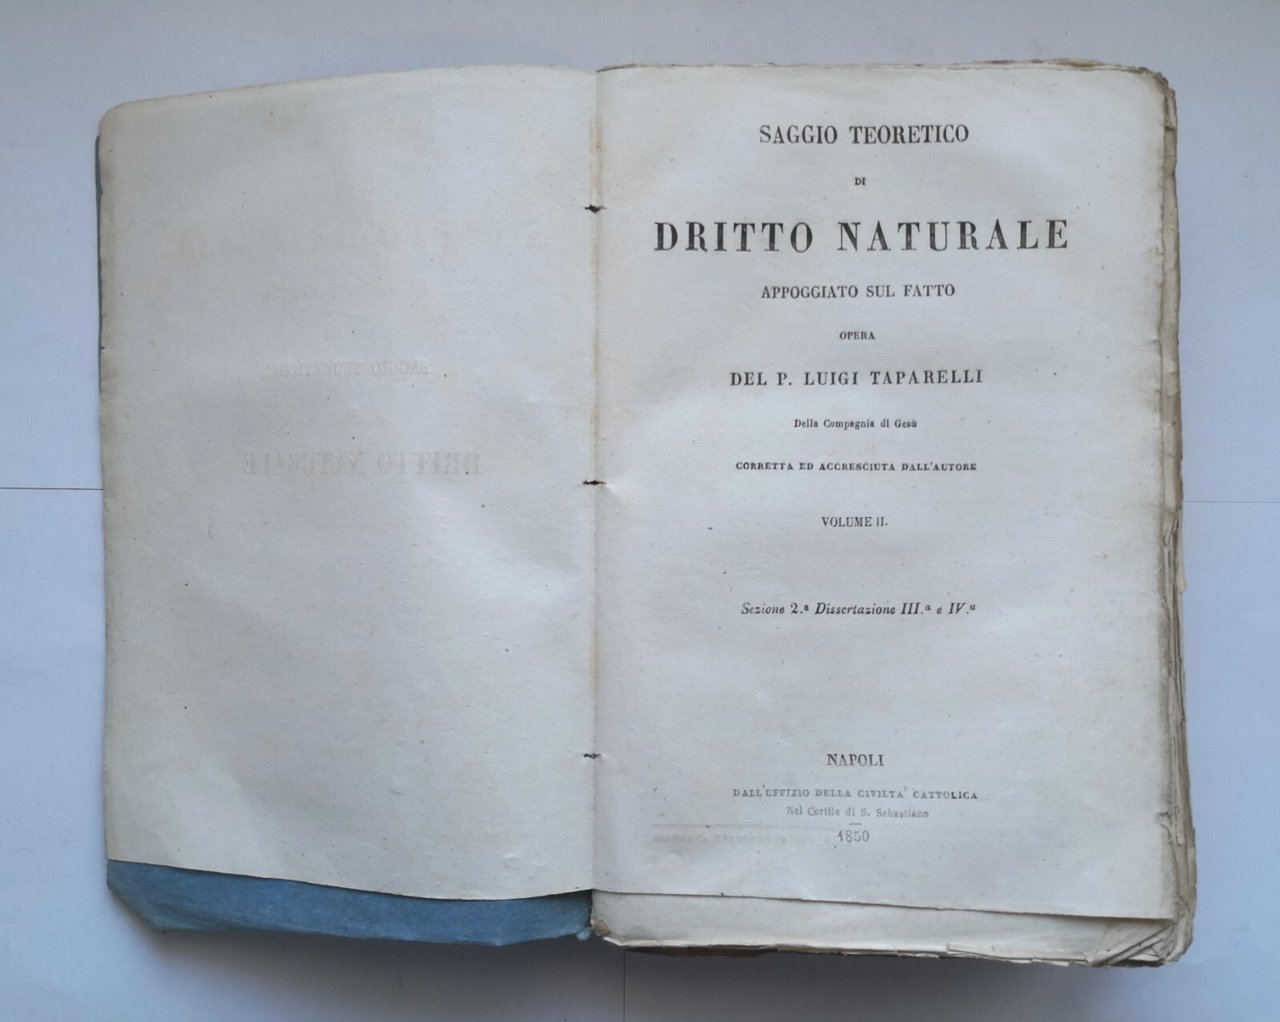 SAGGIO TEORETICO
DI
DRITTO NATURALE
APPOGGIATO SUL FATTO
OPERA
DEL P. LUIGI TAPARELLI
Della Compagnia di Gesù
CORRETTA ED ACCRESCIUTA DALL'AUTORE
VOLUME II.
Sezione 2.ª Dissertazione III.ª e IV.ª
NAPOLI
DALL'UFFIZIO DELLA CIVILTA' CATTOLICA
Nel Cortile di S. Sebastiano
1850